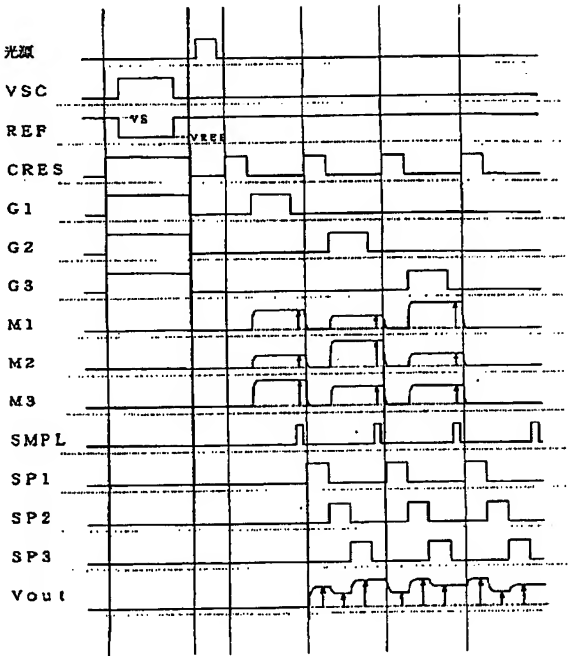 光源
VSC
VS
REF
VREF
CRES
G1
G2
G3
M1
M2
M3
SMPL
SP1
SP2
SP3
Vout